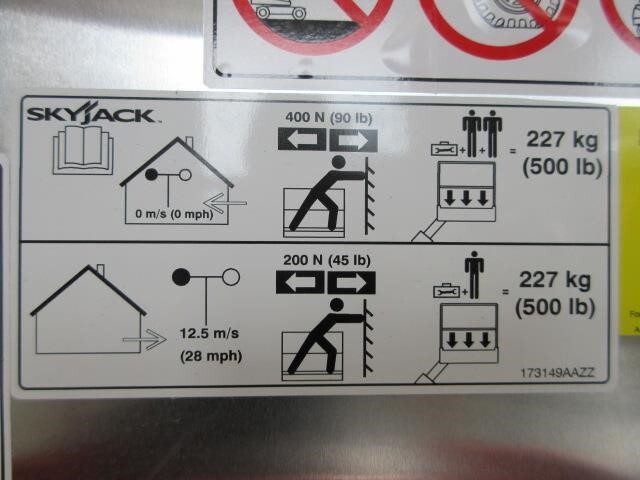 SKYJACK™
400 N (90 lb)
0 m/s (0 mph)
+ + =
227 kg
(500 lb)
200 N (45 lb)
12.5 m/s
(28 mph)
+ =
227 kg
(500 lb)
173149AAZZ